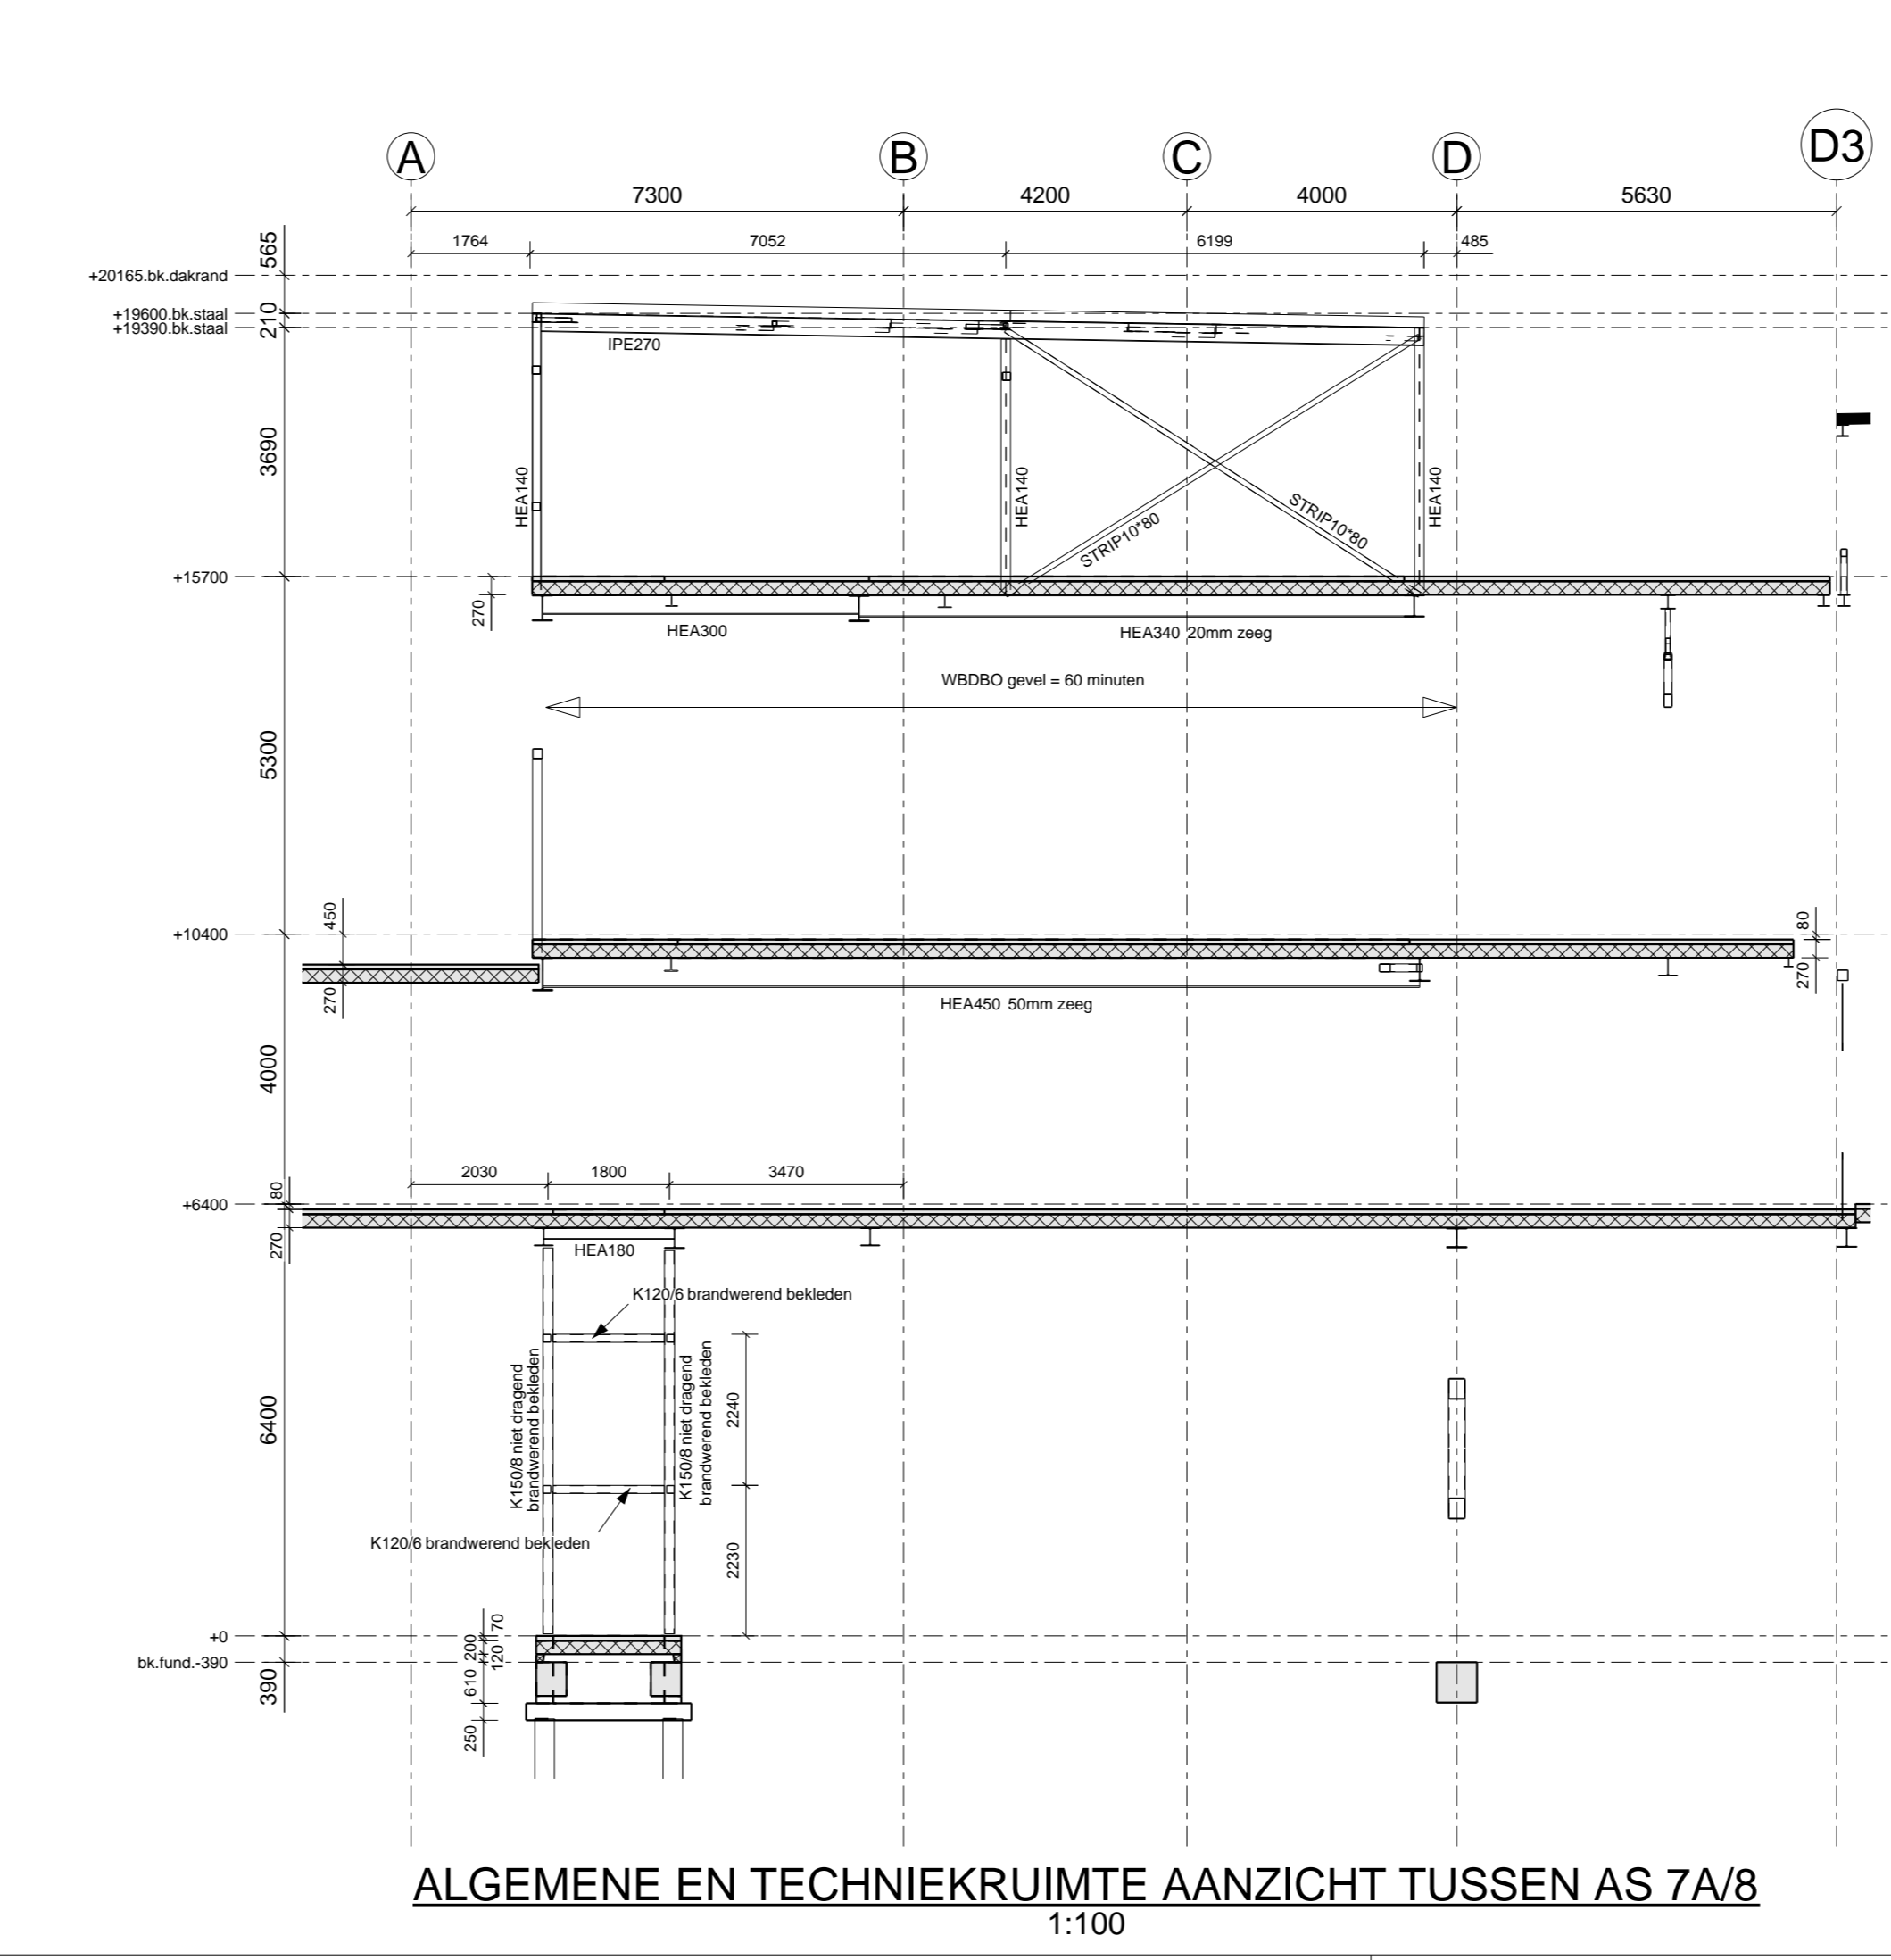 A
B
C
D
D3
7300
4200
4000
5630
1764
7052
6199
485
565
+20165.bk.dakrand
+19600.bk.staal
210
+19390.bk.staal
IPE270
3690
HEA140
HEA140
HEA140
STRIP10*80
STRIP10*80
+15700
270
HEA300
HEA340 20mm zeeg
WBDBO gevel = 60 minuten
5300
450
80
+10400
270
270
HEA450 50mm zeeg
4000
2030
1800
3470
80
+6400
270
HEA180
K120/6 brandwerend bekleden
K150/8 niet dragend
brandwerend bekleden
K150/8 niet dragend
brandwerend bekleden
2240
6400
K120/6 brandwerend bekleden
2230
70
+0
200
120
bk.fund.-390
390
610
250
ALGEMENE EN TECHNIEKRUIMTE AANZICHT TUSSEN AS 7A/8
1:100